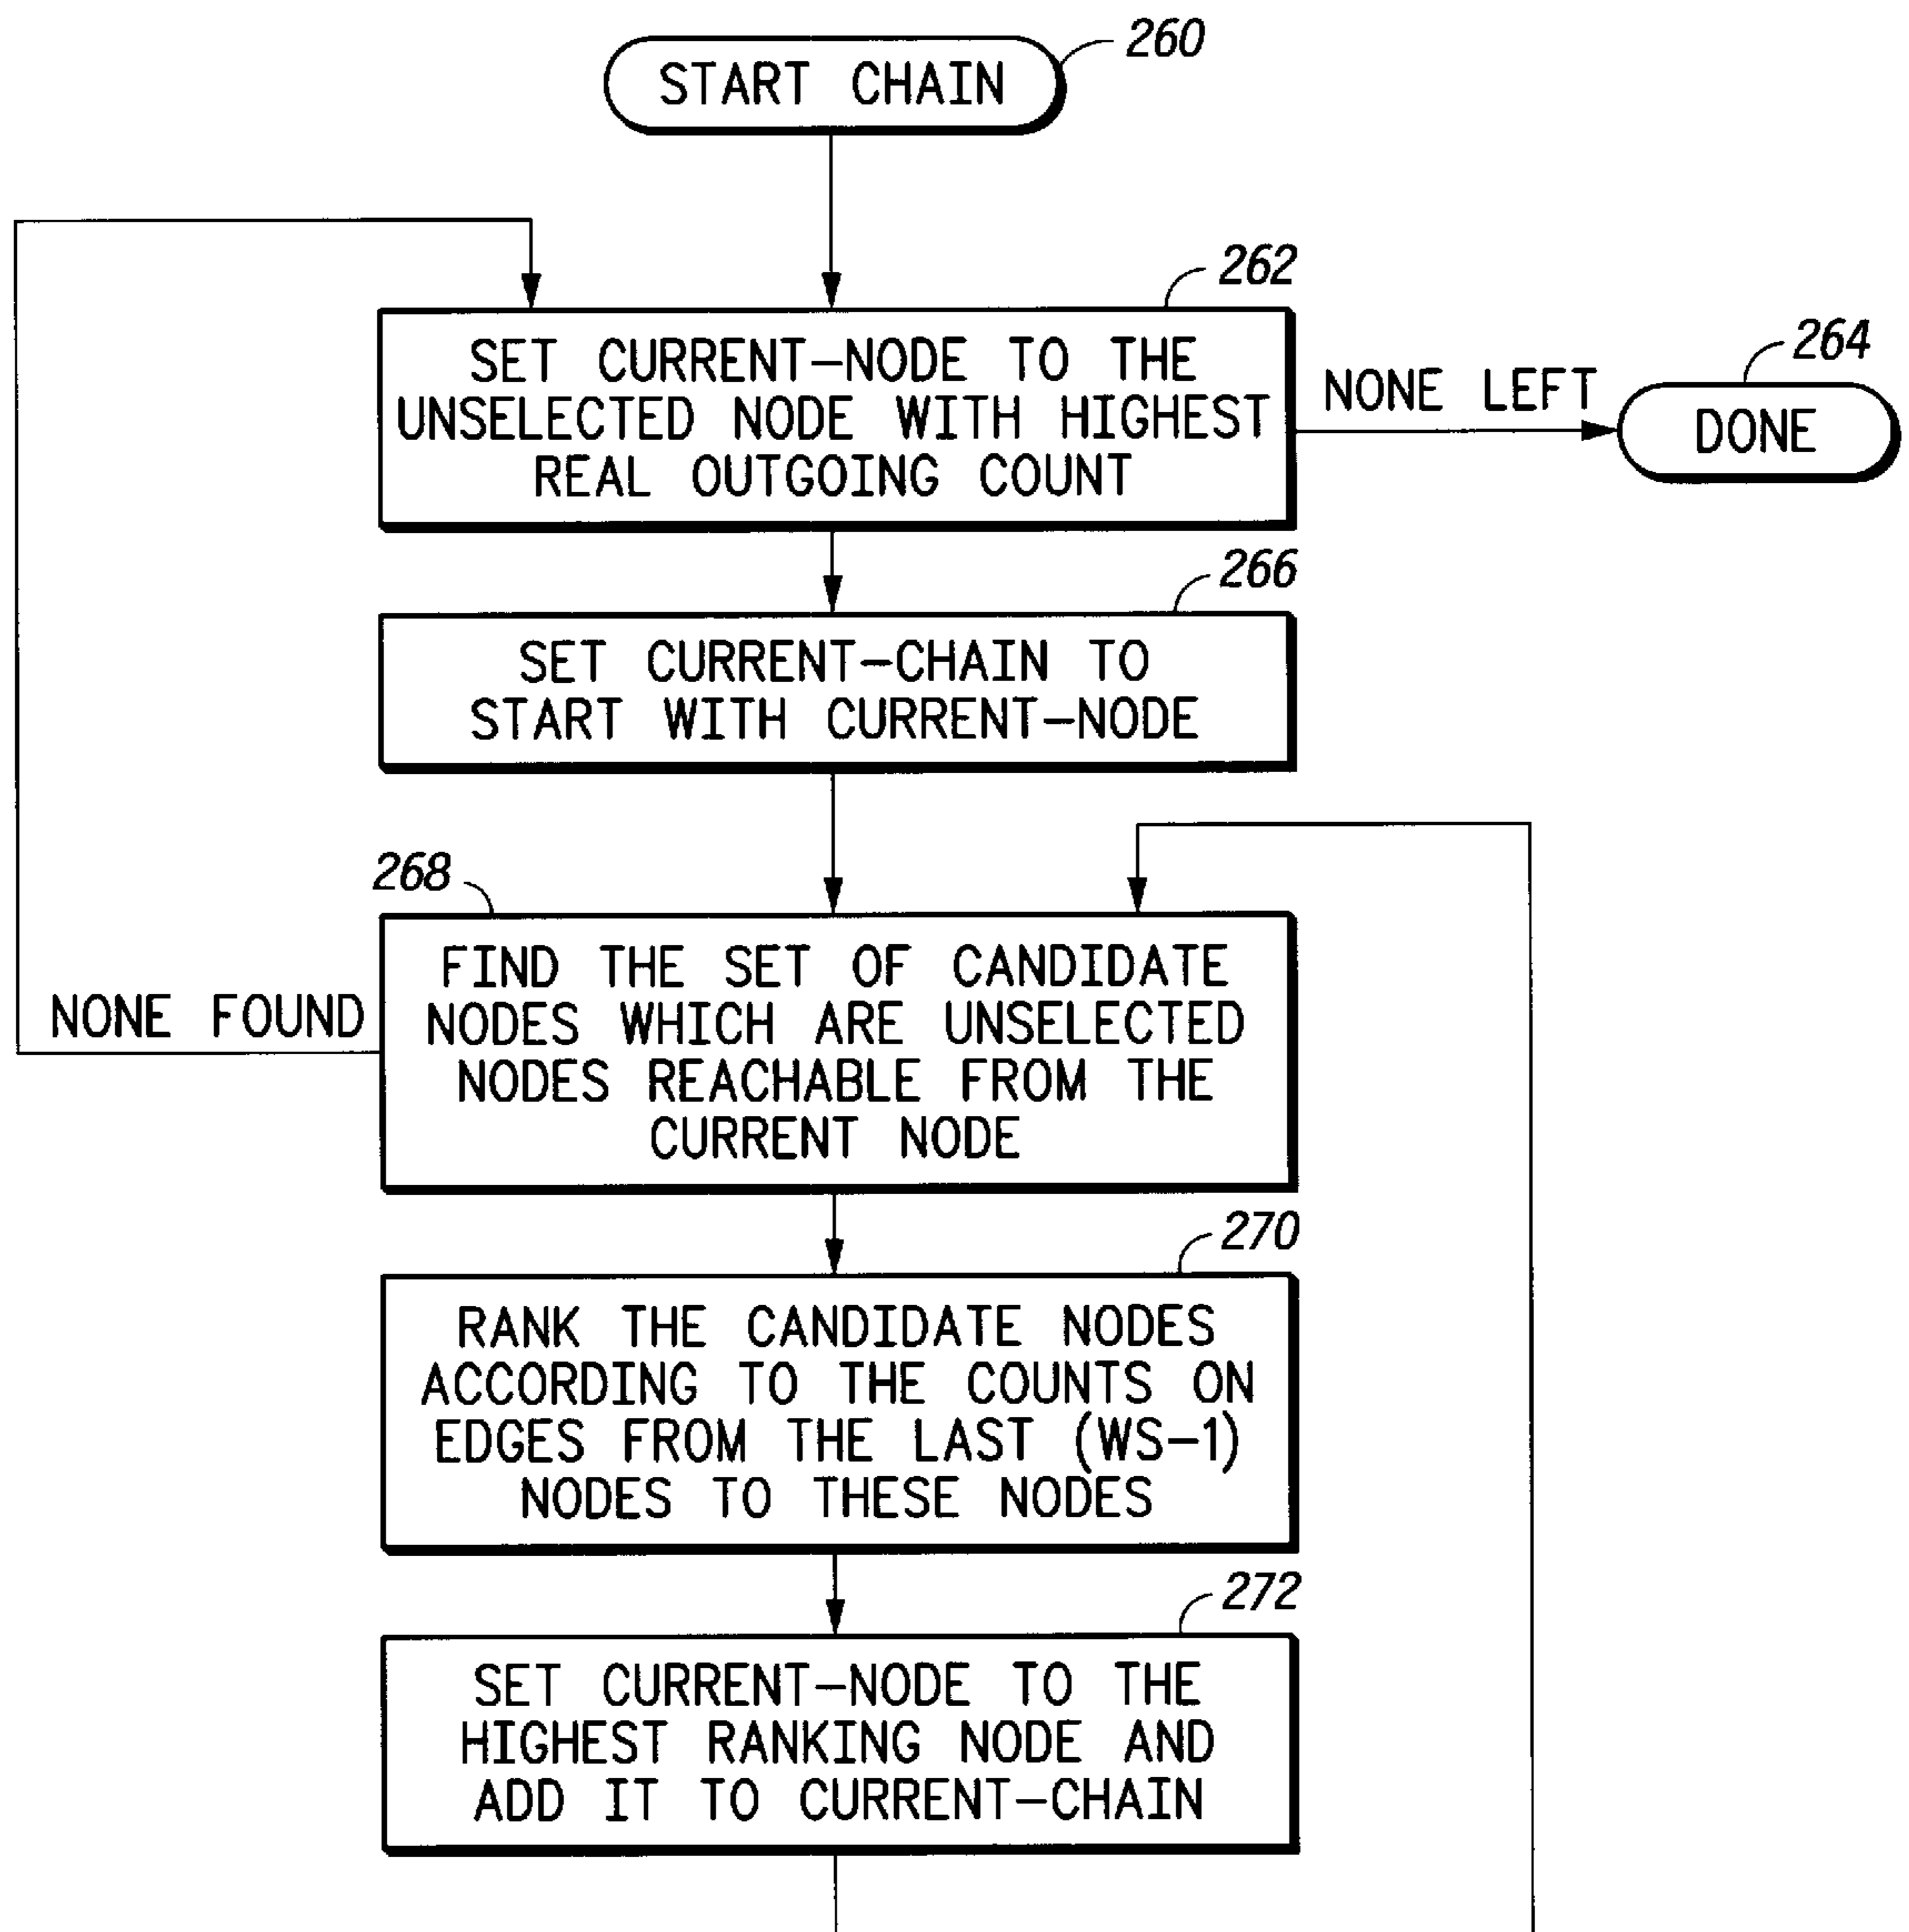 260
START CHAIN
262
SET CURRENT-NODE TO THE
UNSELECTED NODE WITH HIGHEST
REAL OUTGOING COUNT
NONE LEFT
264
DONE
266
SET CURRENT-CHAIN TO
START WITH CURRENT-NODE
268
FIND THE SET OF CANDIDATE
NODES WHICH ARE UNSELECTED
NODES REACHABLE FROM THE
CURRENT NODE
NONE FOUND
270
RANK THE CANDIDATE NODES
ACCORDING TO THE COUNTS ON
EDGES FROM THE LAST (WS-1)
NODES TO THESE NODES
272
SET CURRENT-NODE TO THE
HIGHEST RANKING NODE AND
ADD IT TO CURRENT-CHAIN